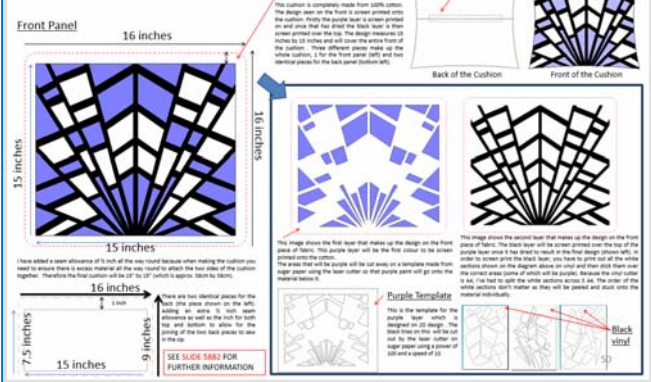 This cushion is completely made from 100% cotton.
The design seen on the front is screen printed onto
the cushion. Firstly the purple layer is screen printed
on and once that has dried the black layer is then
screen printed over the top. The design measures 15
inches by 15 inches and will cover the entire front of
the cushion . Three different pieces make up the
whole cushion, 1 for the front panel (left) and two
identical pieces for the back panel (bottom left).
Back of the Cushion
Front of the Cushion
Front Panel
16 inches
15 inches
16 inches
15 inches
I have added a seam allowance of ½ inch all the way round because when making the cushion you
need to ensure there is excess material all the way round to attach the two sides of the cushion
together. Therefore the final cushion will be 15" by 15" (which is approx. 38cm by 38cm).
16 inches
1 inch
7.5 inches
9 inches
15 inches
There are two identical pieces for the
back (the piece shown on the left).
Adding an extra ½ inch seam
allowance as well as the inch for both
top and bottom to allow for the
joining of the two back pieces to sew
in the zip
SEE SLIDE 5882 FOR
FURTHER INFORMATION
This image shows the first layer that makes up the design on the front
piece of fabric. This purple layer will be the first colour to be screen
printed onto the cotton.
The areas that will be purple will be cut away on a template made from
sugar paper using the laser cutter so that purple paint will go onto the
material below it.
This image shows the second layer that makes up the design on the front
piece of fabric. The black layer will be screen printed over the top of the
purple layer once it has dried to result in the final design (shown left). In
order to screen print the black layer, you have to print out all the white
sections shown on the diagram above on vinyl and then stick them over
the correct areas (some of which will be purple). Because the vinyl cutter
is A4, I've had to split the white sections across it A4. The order of the
white sections don't matter as they will be peeled and stuck onto the
material individually.
Purple Template
This is the template for the
purple layer which is
designed on 2D design . The
black lines on this will be cut
out by the laser cutter on
sugar paper using a power of
100 and a speed of 10
Black
vinyl
50